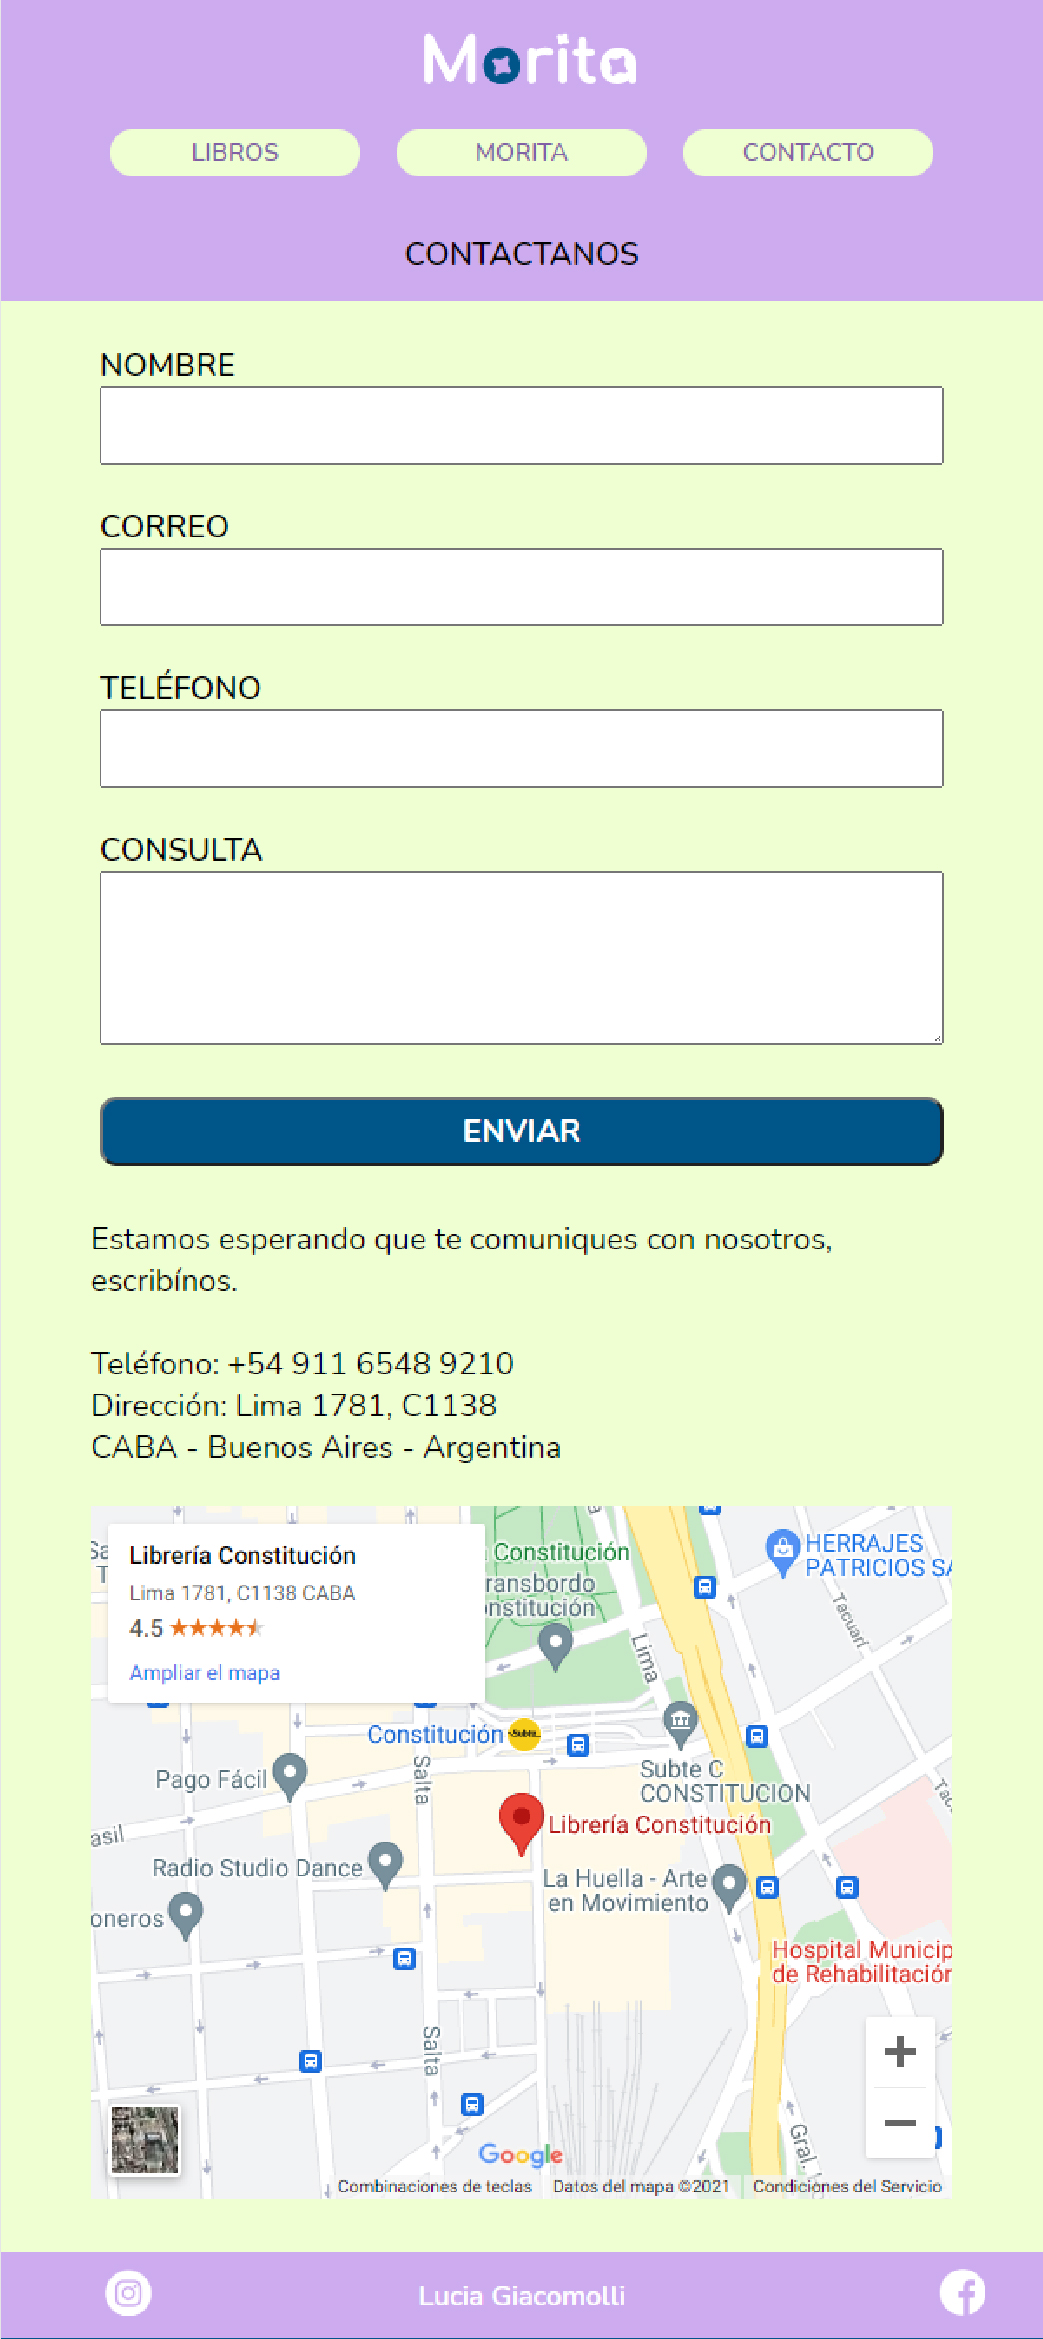 Morita
LIBROS
MORITA
CONTACTO
CONTACTANOS
NOMBRE
CORREO
TELÉFONO
CONSULTA
ENVIAR
Estamos esperando que te comuniques con nosotros,
escribínos.
Teléfono: +54 911 6548 9210
Dirección: Lima 1781, C1138
CABA - Buenos Aires - Argentina
Librería Constitución
Lima 1781, C1138 CABA
4.5
Ampliar el mapa
Constitución
ransbordo
onstitución
HERRAJES
PATRICIOS SA
Tacuarí
Lima
Constitución
Subte
Subte C
CONSTITUCION
Pago Fácil
Salta
Librería Constitución
asil
Radio Studio Dance
La Huella - Arte
en Movimiento
oneros
Hospital Municip
de Rehabilitación
Salta
Gral.
Google
Combinaciones de teclas
Datos del mapa ©2021
Condiciones del Servicio
Lucia Giacomolli